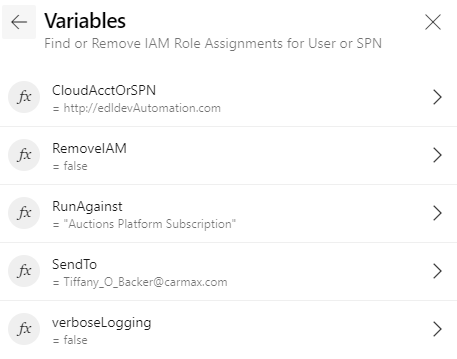 Variables
Find or Remove IAM Role Assignments for User or SPN
fx CloudAcctOrSPN
= http://edldevAutomation.com
fx RemoveIAM
= false
fx RunAgainst
= "Auctions Platform Subscription"
fx SendTo
= Tiffany_O_Backer@carmax.com
fx verboseLogging
= false